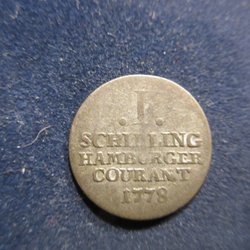 .I.
SCHILLING
HAMBURGER
COURANT
1778